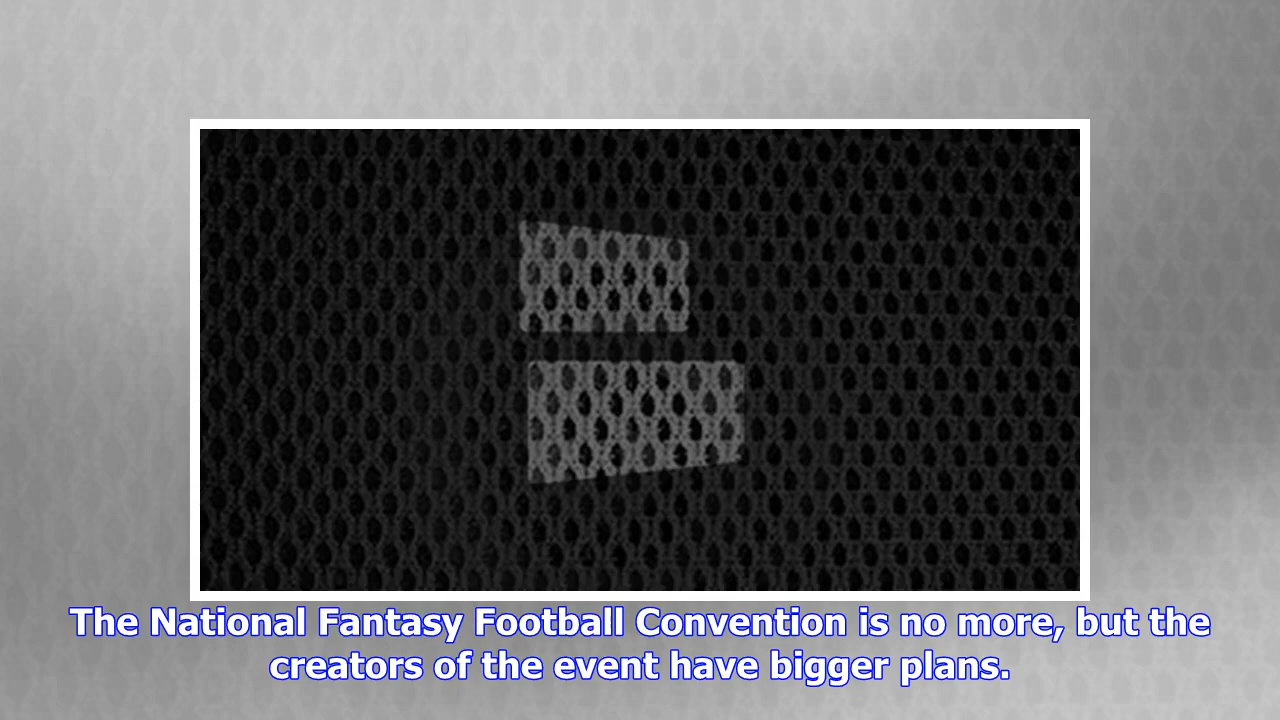 The National Fantasy Football Convention is no more, but the
creators of the event have bigger plans.